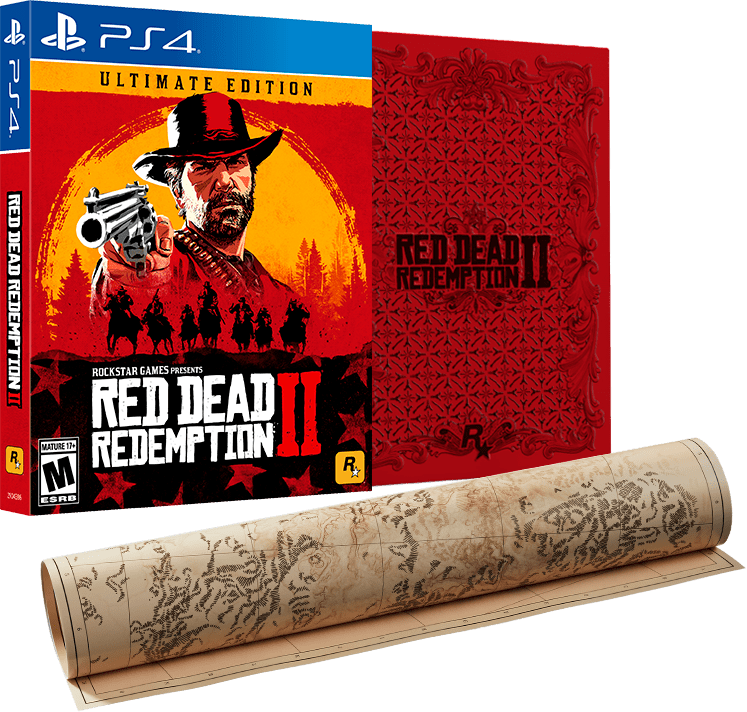 PS4
PS4
ULTIMATE EDITION
RED DEAD REDEMPTION II
ROCKSTAR GAMES PRESENTS
RED DEAD
REDEMPTION II
MATURE 17+
M
ESRB
R
R
RED DEAD
REDEMPTION II
R